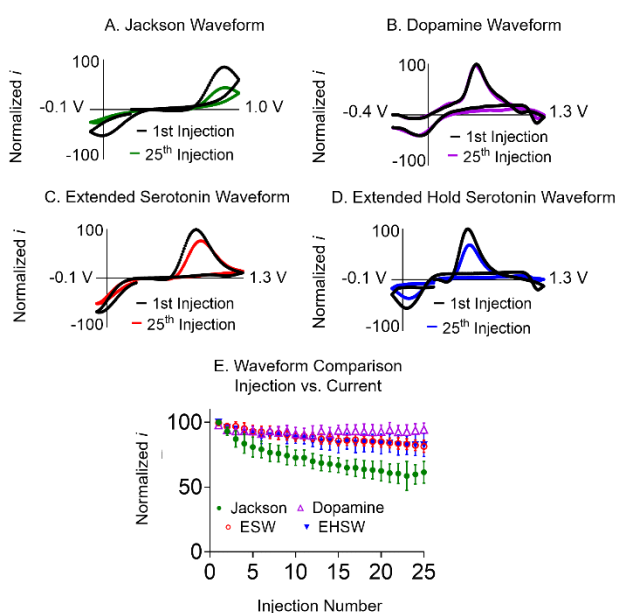 A. Jackson Waveform
Normalized i
100
-0.1 V
1.0 V
-100
1st Injection
25th Injection
B. Dopamine Waveform
Normalized i
100
-0.4 V
1.3 V
-100
1st Injection
25th Injection
C. Extended Serotonin Waveform
Normalized i
100
-0.1 V
1.3 V
-100
1st Injection
25th Injection
D. Extended Hold Serotonin Waveform
Normalized i
100
-0.1 V
1.3 V
-100
1st Injection
25th Injection
E. Waveform Comparison
Injection vs. Current
Normalized i
100
50
0
Jackson
Dopamine
ESW
EHSW
0 5 10 15 20 25
Injection Number